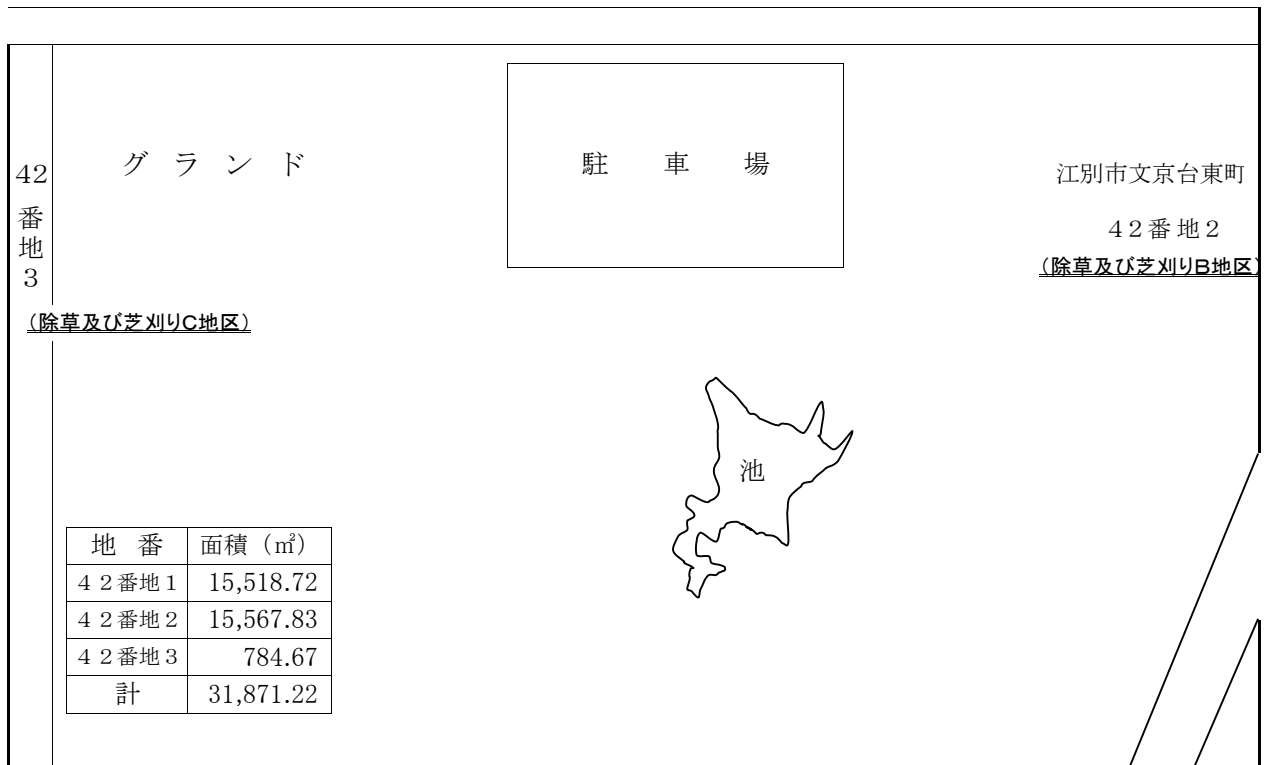 42
番
地
3
グ ラ ン ド
駐 車 場
江別市文京台東町
４２番地２
（除草及び芝刈りＢ地区）
（除草及び芝刈りＣ地区）
池
地 番 面積（㎡）
４２番地１ 15,518.72
４２番地２ 15,567.83
４２番地３ 784.67
計 31,871.22